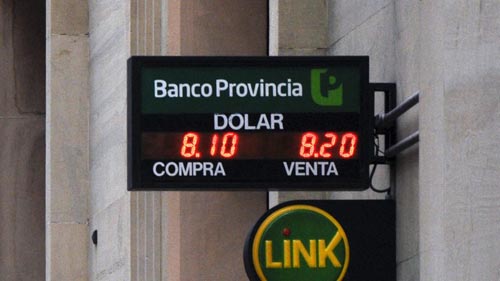 Banco Provincia
DOLAR
8.10 8.20
COMPRA VENTA
LINK